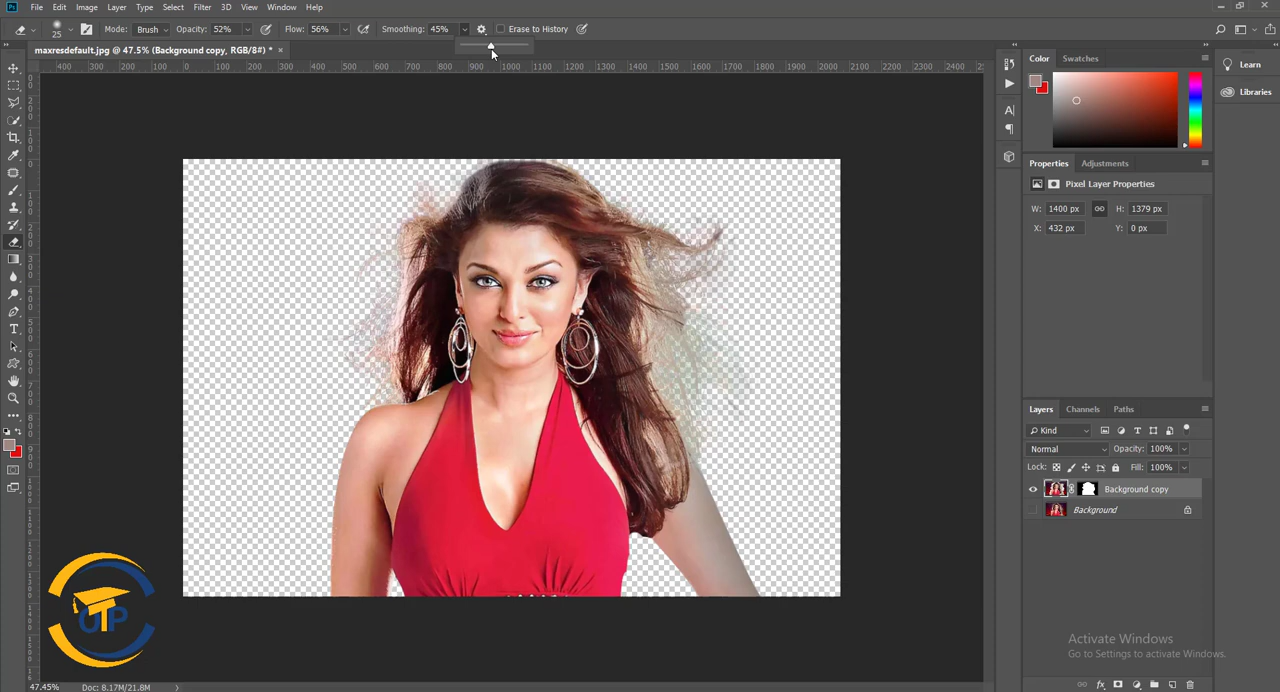 Ps File Edit Image Layer Type Select Filter 3D View Window Help
25 Mode: Brush Opacity: 52% Flow: 56% Smoothing: 45% Erase to History
maxresdefault.jpg @ 47.5% (Background copy, RGB/8#) * ×
400 300 200 100 0 100 200 300 400 500 600 700 800 900 1000 1100 1200 1300 1400 1500 1600 1700 1800 1900 2000 2100 2200 2300 2400
Color Swatches
Learn
Libraries
Properties Adjustments
Pixel Layer Properties
W: 1400 px H: 1379 px
X: 432 px Y: 0 px
Layers Channels Paths
Kind
Normal Opacity: 100%
Lock: Fill: 100%
Background copy
Background
UTP
Activate Windows
Go to Settings to activate Windows.
47.45% Doc: 8.17M/21.8M